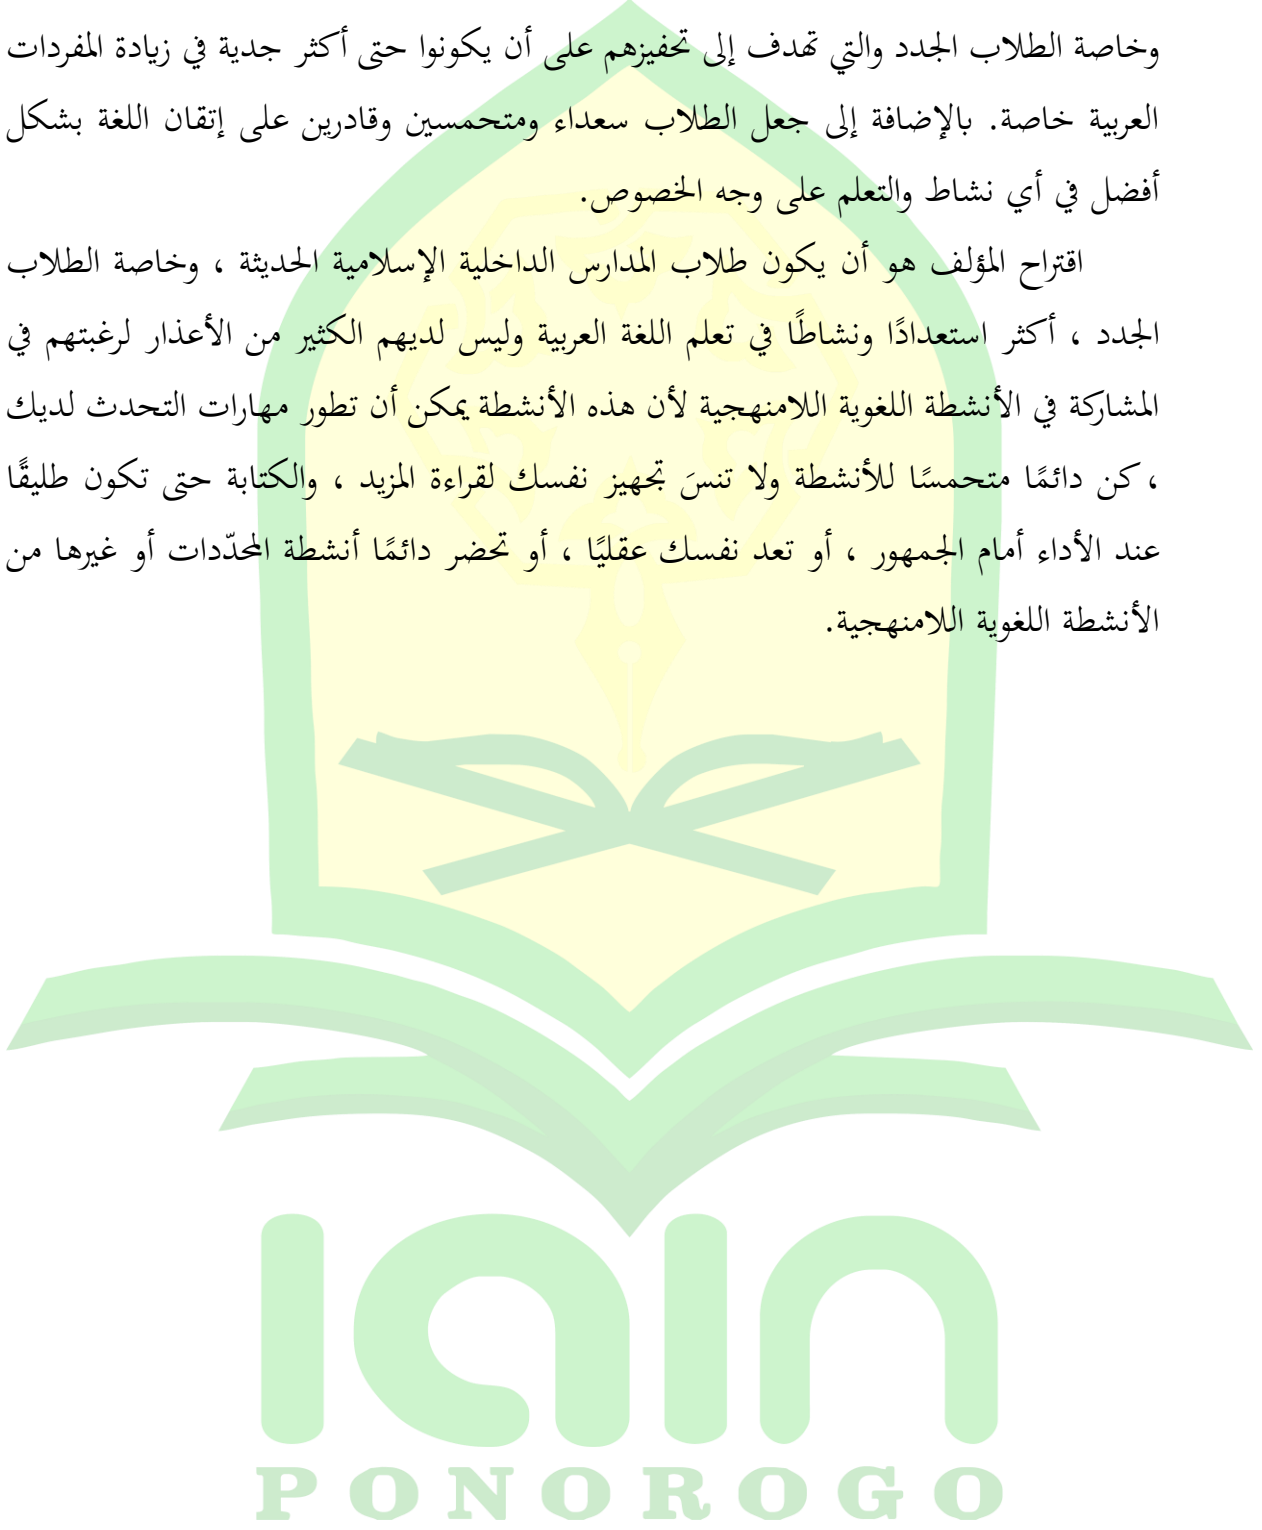 وخاصة الطلاب الجدد والتي تهدف إلى تحفيزهم على أن يكونوا حتى أكثر جدية في زيادة المفردات
العربية خاصة. بالإضافة إلى جعل الطلاب سعداء ومتحمسين وقادرين على إتقان اللغة بشكل
أفضل في أي نشاط والتعلم على وجه الخصوص.
اقتراح المؤلف هو أن يكون طلاب المدارس الداخلية الإسلامية الحديثة ، وخاصة الطلاب
الجدد ، أكثر استعدادًا ونشاطًا في تعلم اللغة العربية وليس لديهم الكثير من الأعذار لرغبتهم في
المشاركة في الأنشطة اللغوية اللامنهجية لأن هذه الأنشطة يمكن أن تطور مهارات التحدث لديك
، كن دائمًا متحمسًا للأنشطة ولا تنسَ تجهيز نفسك لقراءة المزيد ، والكتابة حتى تكون طليقًا
عند الأداء أمام الجمهور ، أو تعد نفسك عقليًا ، أو تحضر دائمًا أنشطة المحدّدات أو غيرها من
الأنشطة اللغوية اللامنهجية.
IAIN
PONOROGO